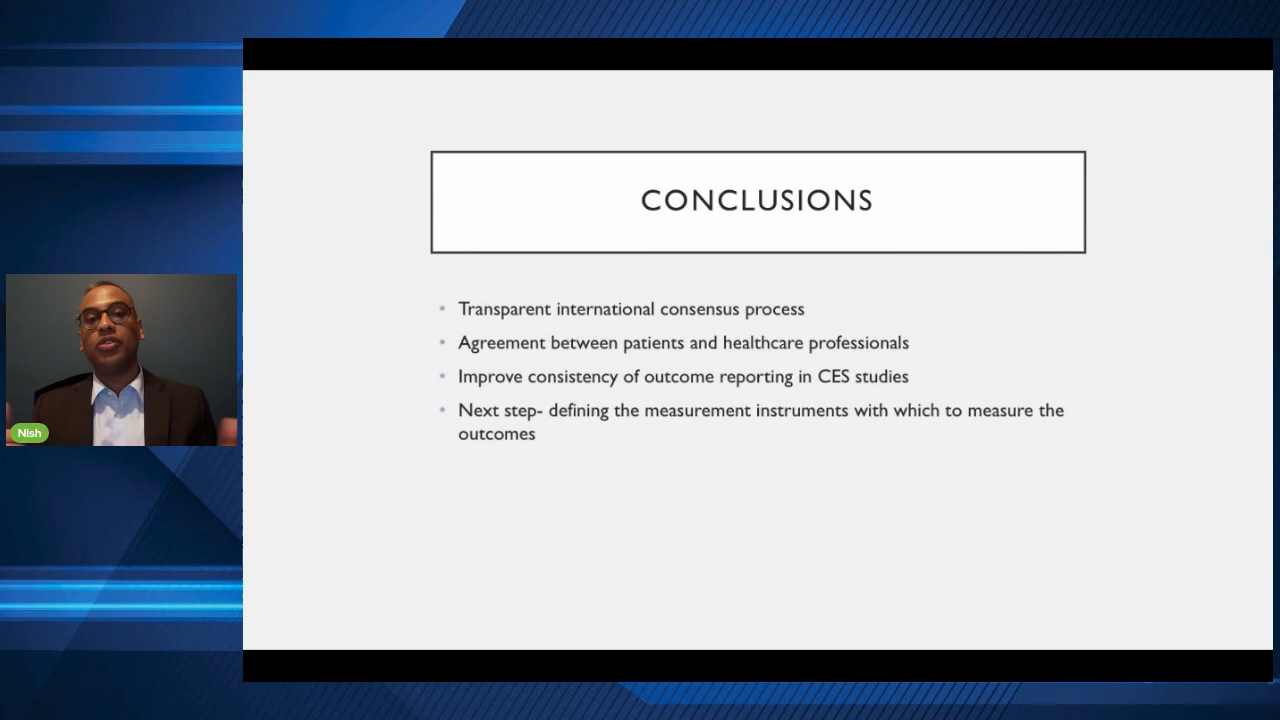 CONCLUSIONS
• Transparent international consensus process
• Agreement between patients and healthcare professionals
• Improve consistency of outcome reporting in CES studies
• Next step- defining the measurement instruments with which to measure the
outcomes
Nish